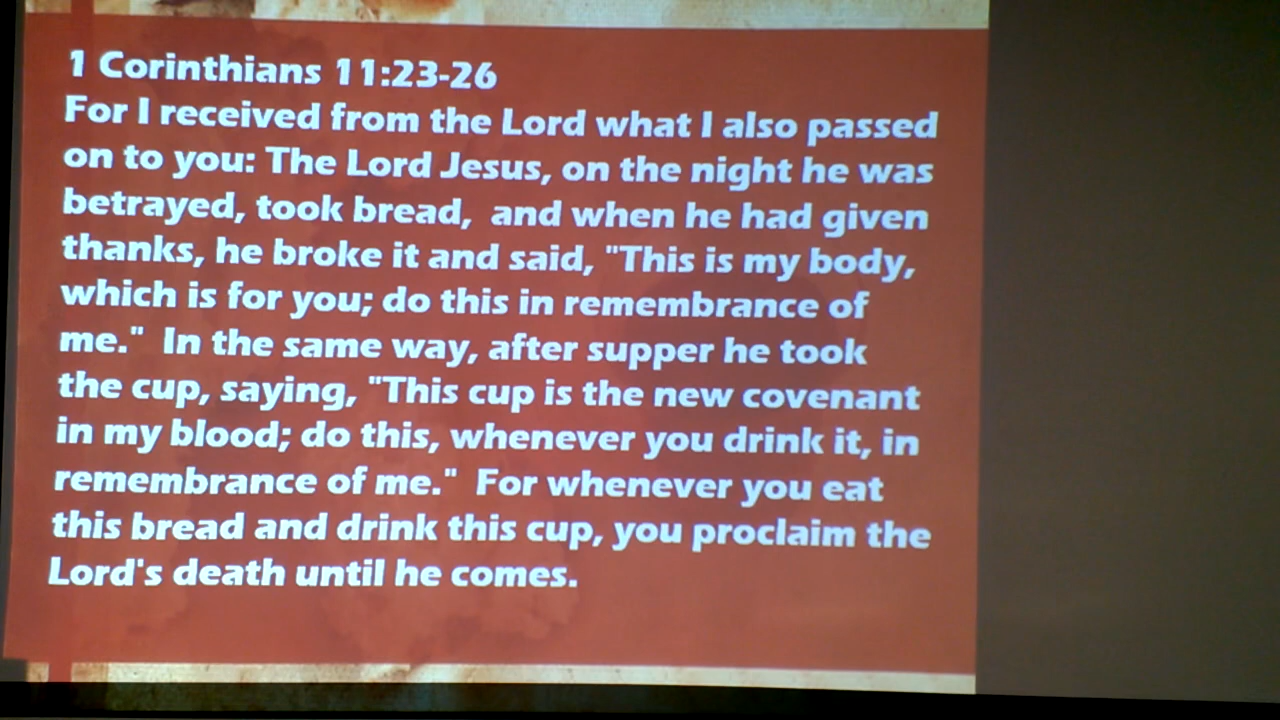 1 Corinthians 11:23-26
For I received from the Lord what I also passed
on to you: The Lord Jesus, on the night he was
betrayed, took bread,  and when he had given
thanks, he broke it and said, "This is my body,
which is for you; do this in remembrance of
me."  In the same way, after supper he took
the cup, saying, "This cup is the new covenant
in my blood; do this, whenever you drink it, in
remembrance of me."  For whenever you eat
this bread and drink this cup, you proclaim the
Lord's death until he comes.